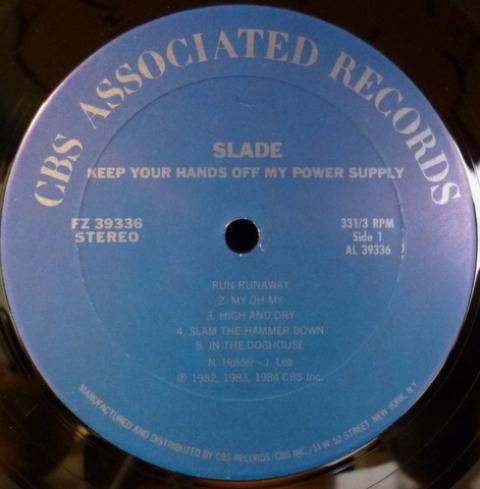 CBS ASSOCIATED RECORDS
SLADE
KEEP YOUR HANDS OFF MY POWER SUPPLY
FZ 39336
STEREO
331/3 RPM
Side 1
AL 39336
RUN RUNAWAY
2. MY OH MY
3. HIGH AND DRY
4. SLAM THE HAMMER DOWN
5. IN THE DOGHOUSE
N. Holder - J. Lea
℗ 1982, 1983, 1984 CBS Inc.
MANUFACTURED AND DISTRIBUTED BY CBS RECORDS/CBS INC./51 W. 52 STREET, NEW YORK, N.Y.